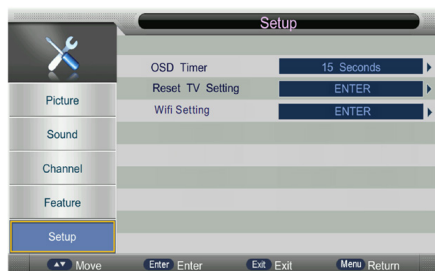 Setup
OSD Timer 15 Seconds
Reset TV Setting ENTER
Wifi Setting ENTER
Picture
Sound
Channel
Feature
Setup
Move Enter Enter Exit Exit Menu Return